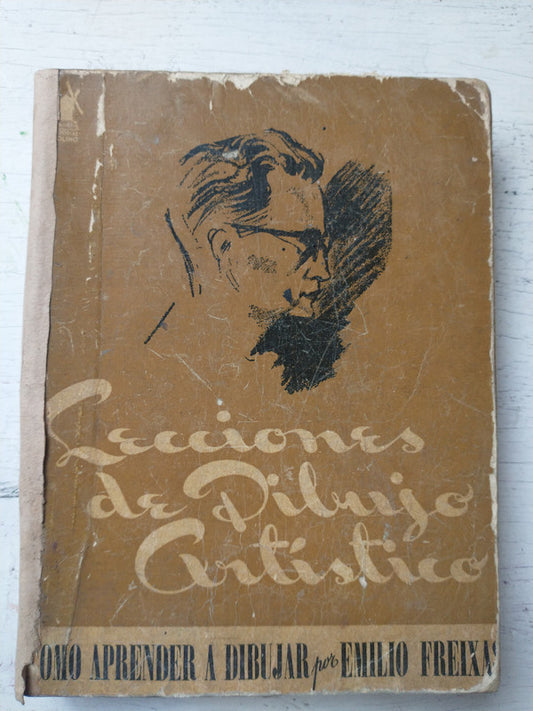 Lecciones
de Dibujo
Artístico
OMO APRENDER A DIBUJAR por EMILIO FREIXAS